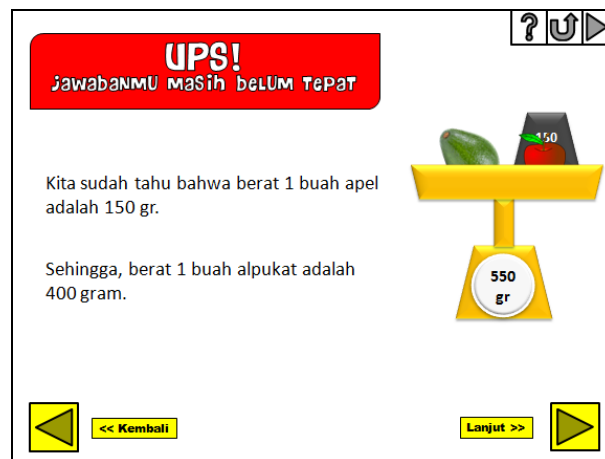 ?
UPS!
Jawabanmu masih belum tepat
150
Kita sudah tahu bahwa berat 1 buah apel
adalah 150 gr.
Sehingga, berat 1 buah alpukat adalah
400 gram.
550
gr
<< Kembali
Lanjut >>